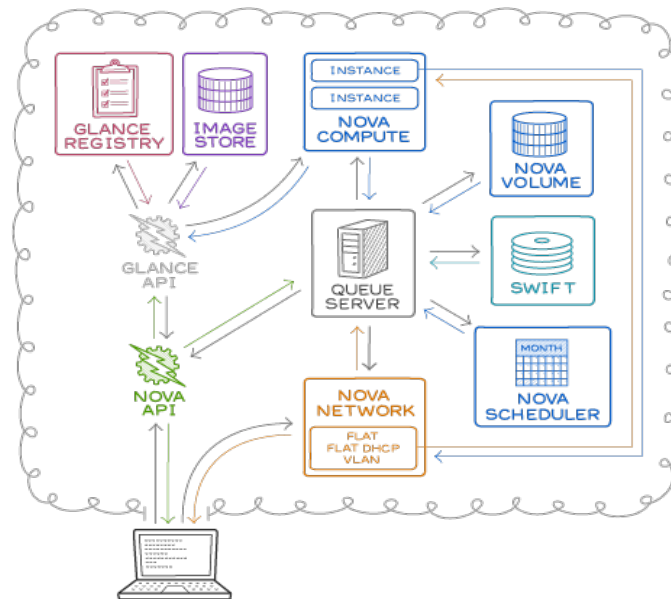 GLANCE
REGISTRY
IMAGE
STORE
INSTANCE
INSTANCE
NOVA
COMPUTE
NOVA
VOLUME
GLANCE
API
QUEUE
SERVER
SWIFT
NOVA
API
NOVA
NETWORK
FLAT
FLAT DHCP
VLAN
MONTH
NOVA
SCHEDULER